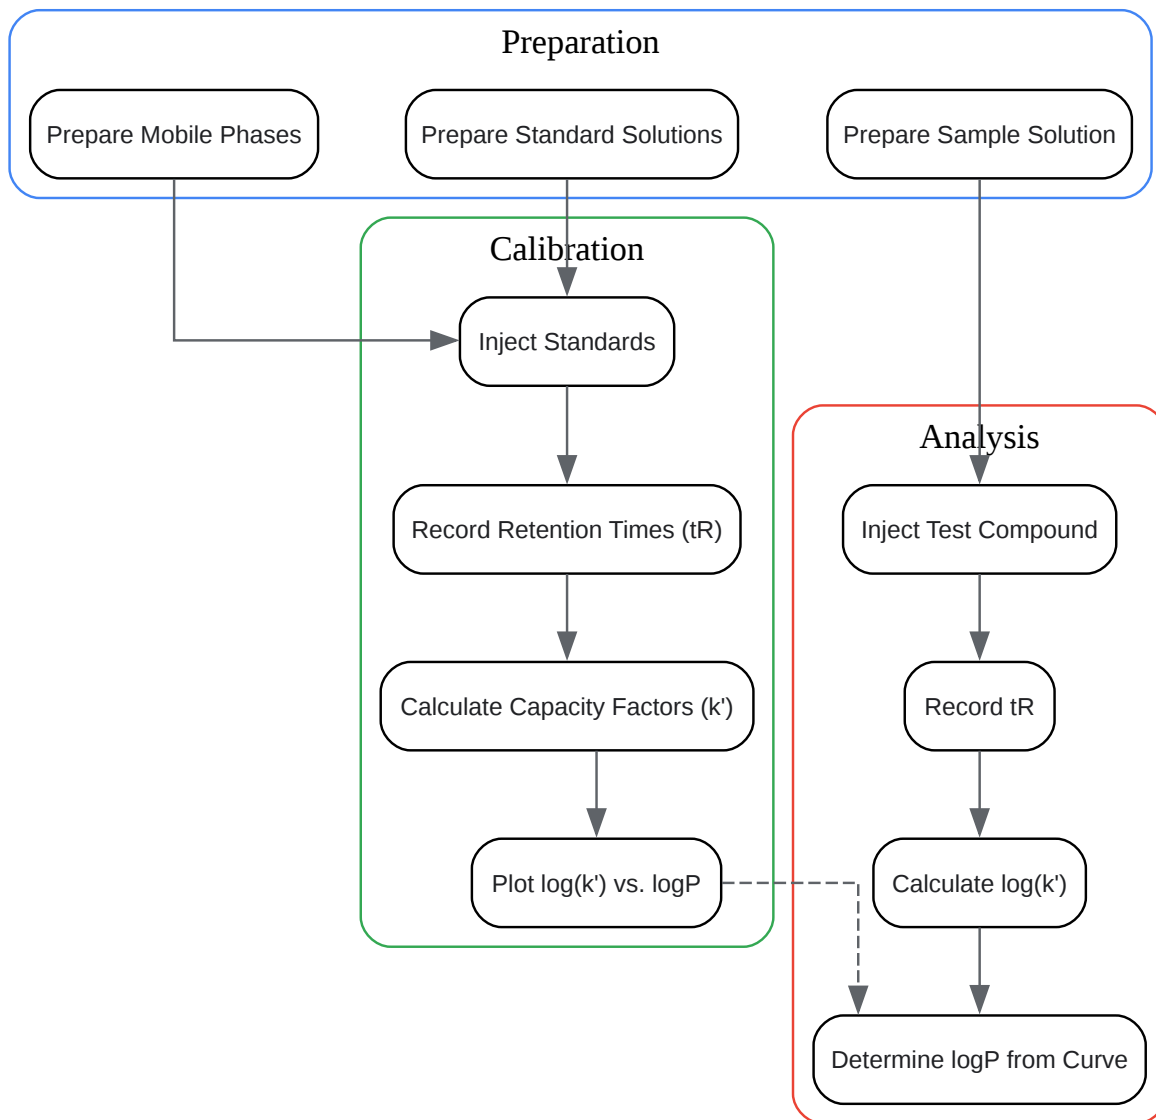 Preparation
Prepare Mobile Phases
Prepare Standard Solutions
Prepare Sample Solution
Calibration
Inject Standards
Record Retention Times (tR)
Calculate Capacity Factors (k')
Plot log(k') vs. logP
Analysis
Inject Test Compound
Record tR
Calculate log(k')
Determine logP from Curve